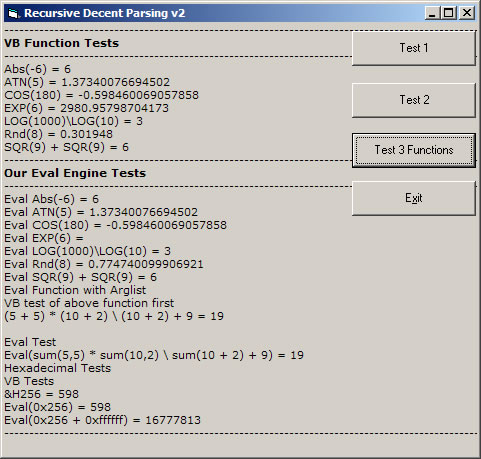 Recursive Decent Parsing v2
VB Function Tests
Abs(-6) = 6
ATN(5) = 1.37340076694502
COS(180) = -0.598460069057858
EXP(6) = 2980.95798704173
LOG(1000)\LOG(10) = 3
Rnd(8) = 0.301948
SQR(9) + SQR(9) = 6
Our Eval Engine Tests
Eval Abs(-6) = 6
Eval ATN(5) = 1.37340076694502
Eval COS(180) = -0.598460069057858
Eval EXP(6) =
Eval LOG(1000)\LOG(10) = 3
Eval Rnd(8) = 0.774740099906921
Eval SQR(9) + SQR(9) = 6
Eval Function with Arglist
VB test of above function first
(5 + 5) * (10 + 2) \ (10 + 2) + 9 = 19
Eval Test
Eval(sum(5,5) * sum(10,2) \ sum(10 + 2) + 9) = 19
Hexadecimal Tests
VB Tests
&H256 = 598
Eval(0x256) = 598
Eval(0x256 + 0xffffff) = 16777813
Test 1
Test 2
Test 3 Functions
Exit